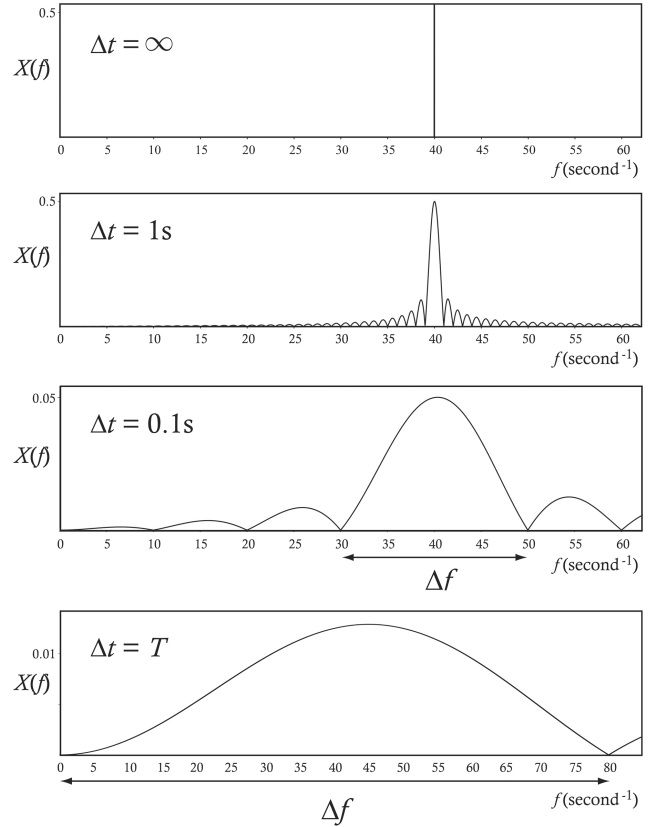 0.5
Δt = ∞
X(f)
0 5 10 15 20 25 30 35 40 45 50 55 60
f (second⁻¹)
0.5
Δt = 1s
X(f)
0 5 10 15 20 25 30 35 40 45 50 55 60
f (second⁻¹)
0.05
Δt = 0.1s
X(f)
0 5 10 15 20 25 30 35 40 45 50 55 60
f (second⁻¹)
Δf
Δt = T
0.01
X(f)
0 5 10 15 20 25 30 35 40 45 50 55 60 65 70 75 80
f (second⁻¹)
Δf